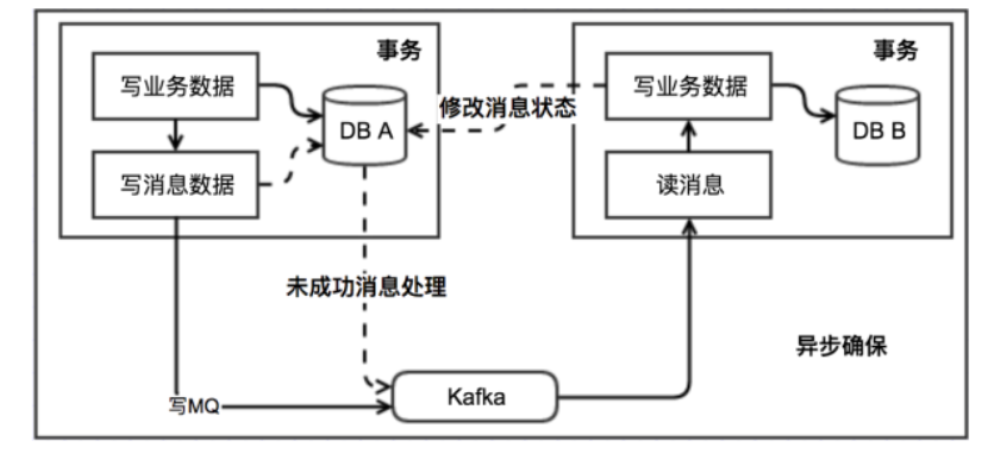 事务
写业务数据
DB A
写消息数据
修改消息状态
事务
写业务数据
DB B
读消息
未成功消息处理
异步确保
写MQ
Kafka